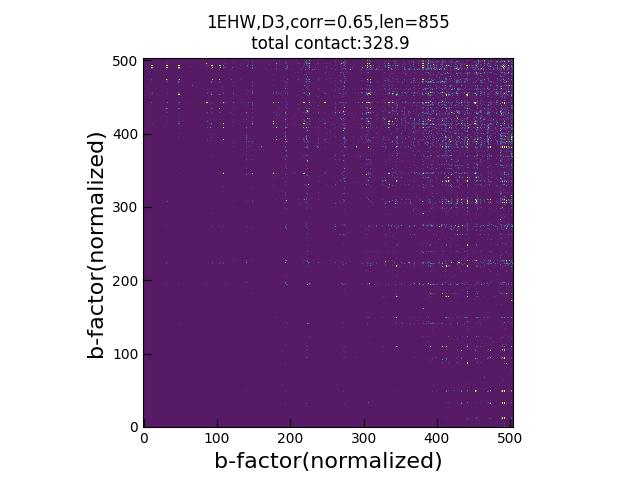 1EHW,D3,corr=0.65,len=855
total contact:328.9
500
400
300
200
100
0
b-factor(normalized)
0 100 200 300 400 500
b-factor(normalized)